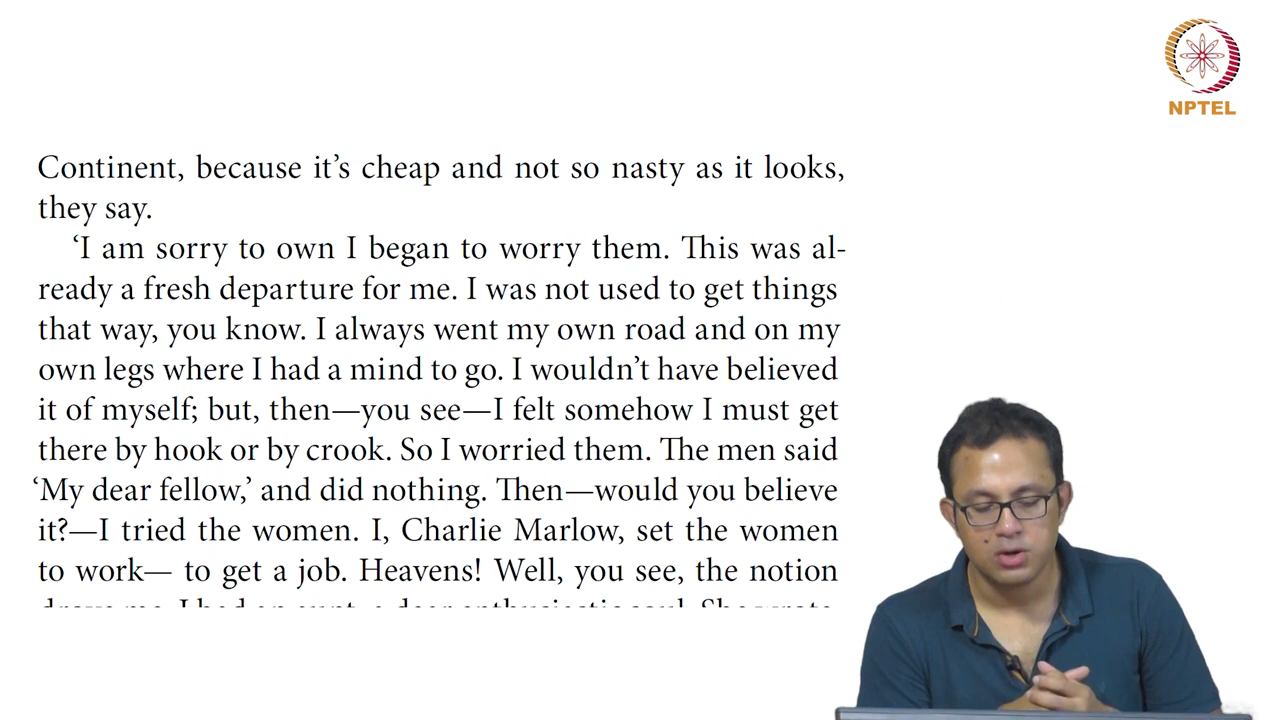 NPTEL
Continent, because it’s cheap and not so nasty as it looks,
they say.
‘I am sorry to own I began to worry them. This was al-
ready a fresh departure for me. I was not used to get things
that way, you know. I always went my own road and on my
own legs where I had a mind to go. I wouldn’t have believed
it of myself; but, then—you see—I felt somehow I must get
there by hook or by crook. So I worried them. The men said
‘My dear fellow,’ and did nothing. Then—would you believe
it?—I tried the women. I, Charlie Marlow, set the women
to work— to get a job. Heavens! Well, you see, the notion